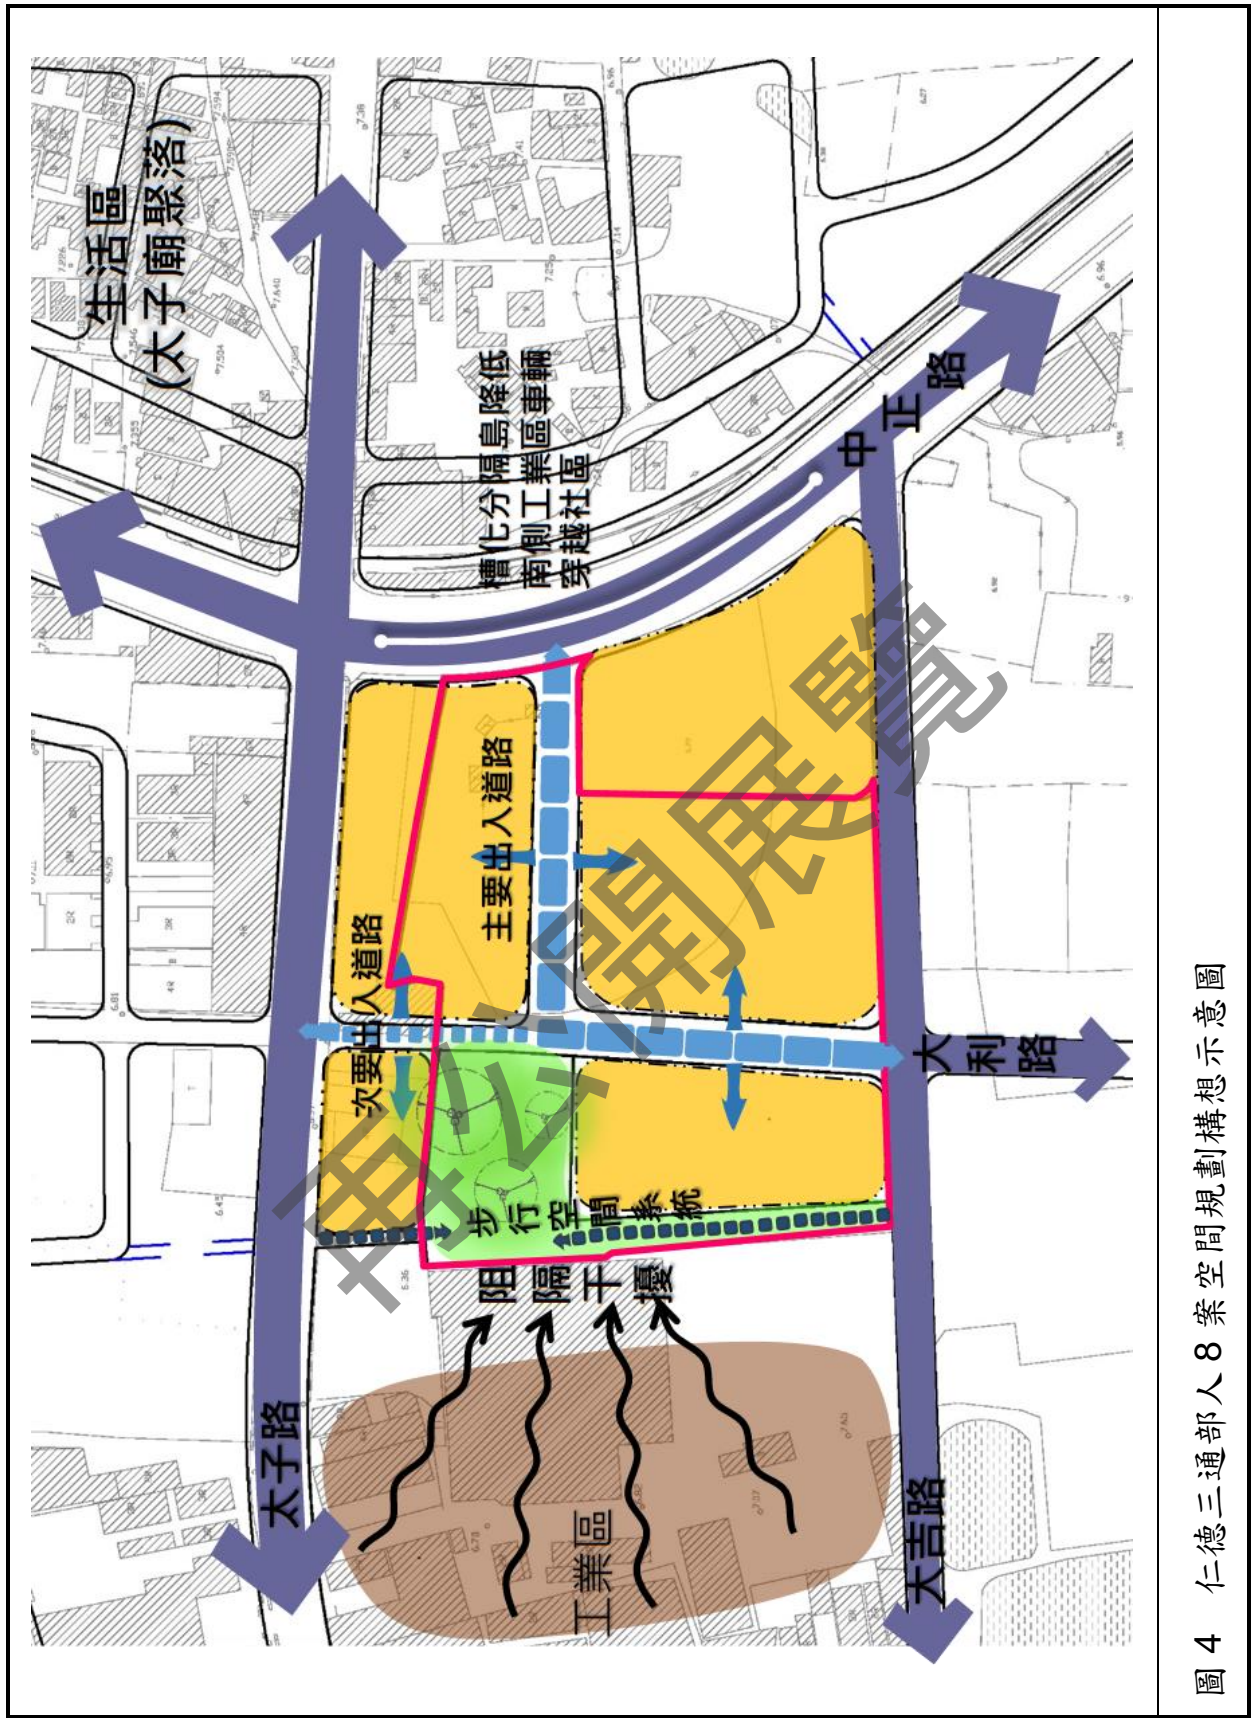 生活區
(太子廟聚落)
槽化分隔島降低
南側工業區車輛
穿越社區
中正路
主要出入道路
次要出入道路
大利路
步行空間系統
阻隔干擾
太子路
工業區
大吉路
再公開展覽
圖 4 仁德三通部人 8 案空間規劃構想示意圖